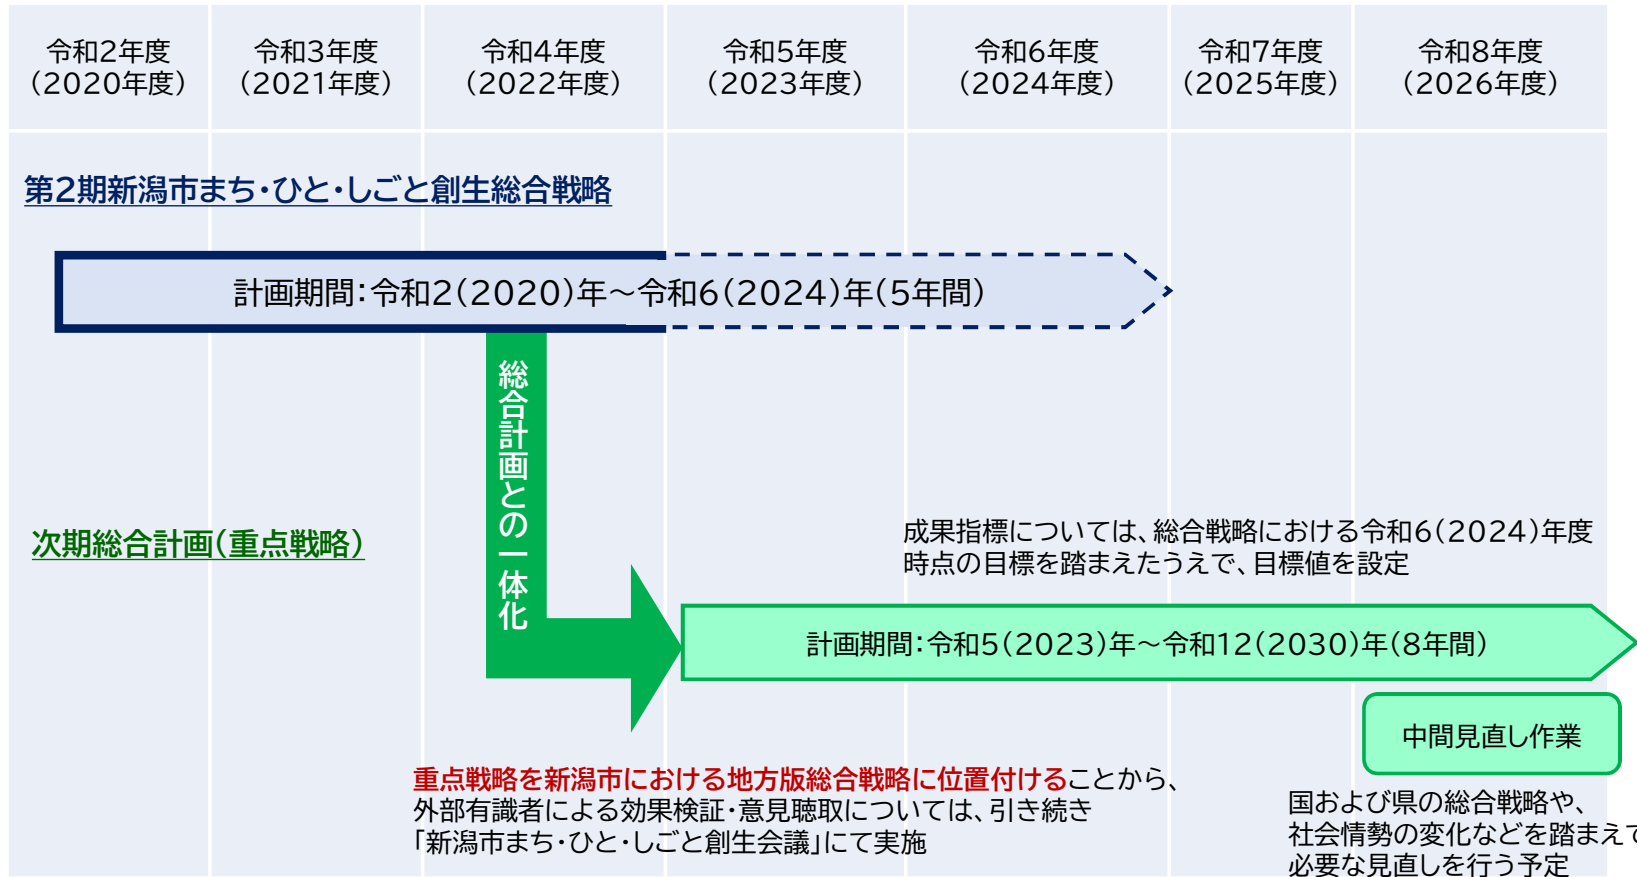 令和2年度
(2020年度)
令和3年度
(2021年度)
令和4年度
(2022年度)
令和5年度
(2023年度)
令和6年度
(2024年度)
令和7年度
(2025年度)
令和8年度
(2026年度)
第2期新潟市まち・ひと・しごと創生総合戦略
計画期間：令和2(2020)年～令和6(2024)年(5年間)
総合計画との一体化
次期総合計画(重点戦略)
成果指標については、総合戦略における令和6(2024)年度
時点の目標を踏まえたうえで、目標値を設定
計画期間：令和5(2023)年～令和12(2030)年(8年間)
中間見直し作業
重点戦略を新潟市における地方版総合戦略に位置付けることから、
外部有識者による効果検証・意見聴取については、引き続き
「新潟市まち・ひと・しごと創生会議」にて実施
国および県の総合戦略や、
社会情勢の変化などを踏まえて
必要な見直しを行う予定